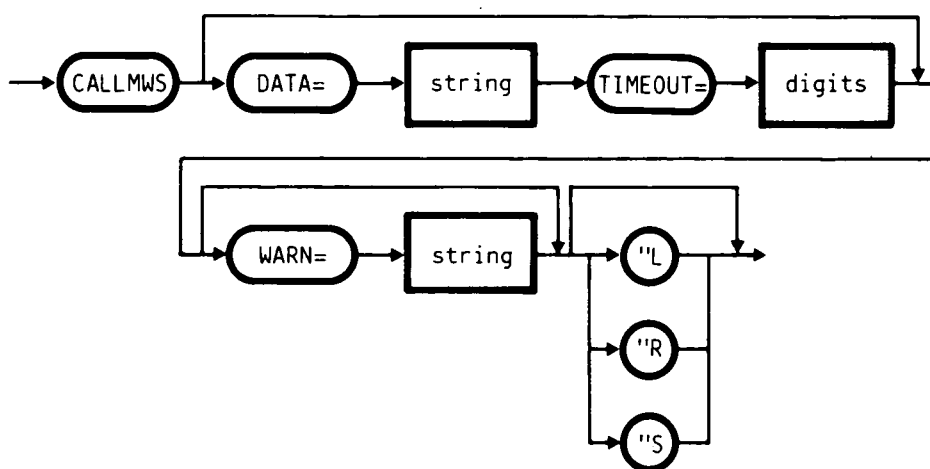 CALLMWS DATA= string TIMEOUT= digits
WARN= string "L
"R
"S